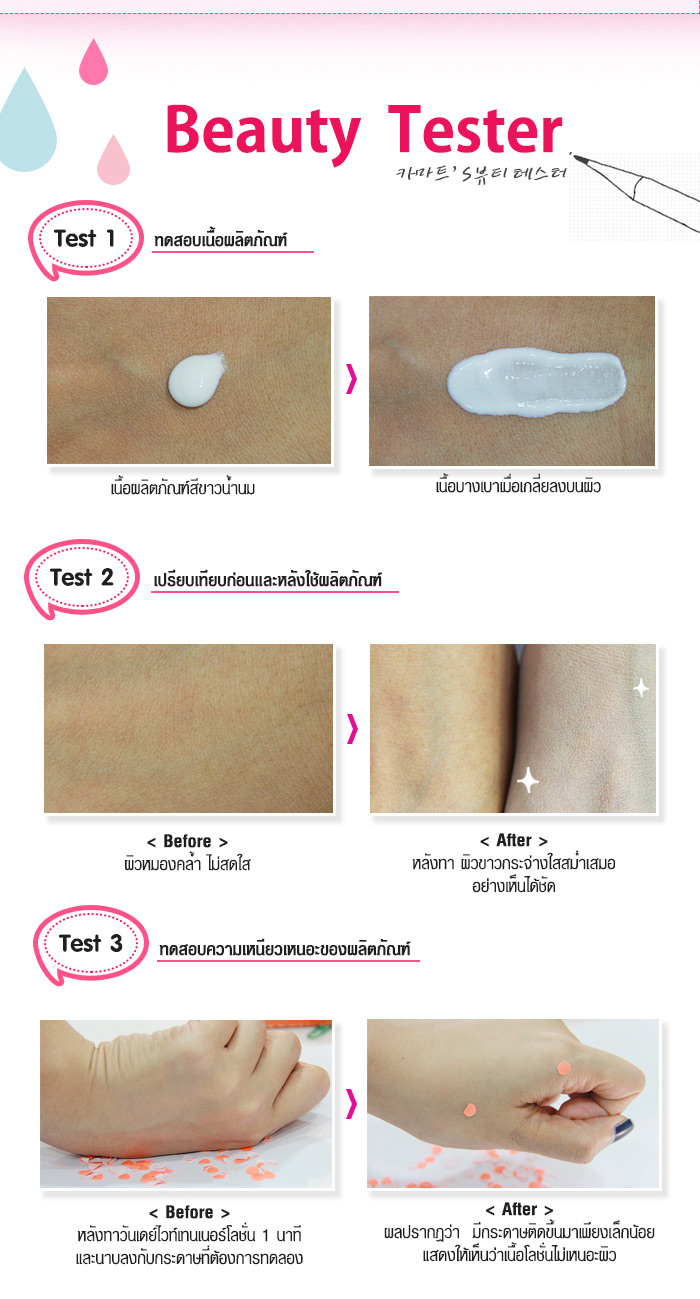 Beauty Tester
카마트'S 뷰티 테스터
Test 1
ทดสอบเนื้อผลิตภัณฑ์
เนื้อผลิตภัณฑ์สีขาวน้ำนม
เนื้อบางเบาเมื่อเกลี่ยลงบนผิว
Test 2
เปรียบเทียบก่อนและหลังใช้ผลิตภัณฑ์
< Before >
ผิวหมองคล้ำ ไม่สดใส
< After >
หลังทา ผิวขาวกระจ่างใสสม่ำเสมอ
อย่างเห็นได้ชัด
Test 3
ทดสอบความเหนียวเหนอะของผลิตภัณฑ์
< Before >
หลังทาวันเดย์ไวท์เทนเนอร์โลชั่น 1 นาที
และนาบลงกับกระดาษที่ต้องการทดลอง
< After >
ผลปรากฏว่า มีกระดาษติดขึ้นมาเพียงเล็กน้อย
แสดงให้เห็นว่าเนื้อโลชั่นไม่เหนอะผิว